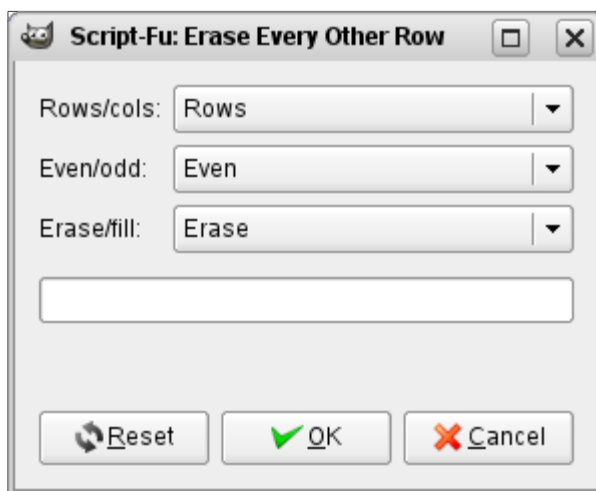 Script-Fu: Erase Every Other Row
Rows/cols: Rows
Even/odd: Even
Erase/fill: Erase
Reset OK Cancel